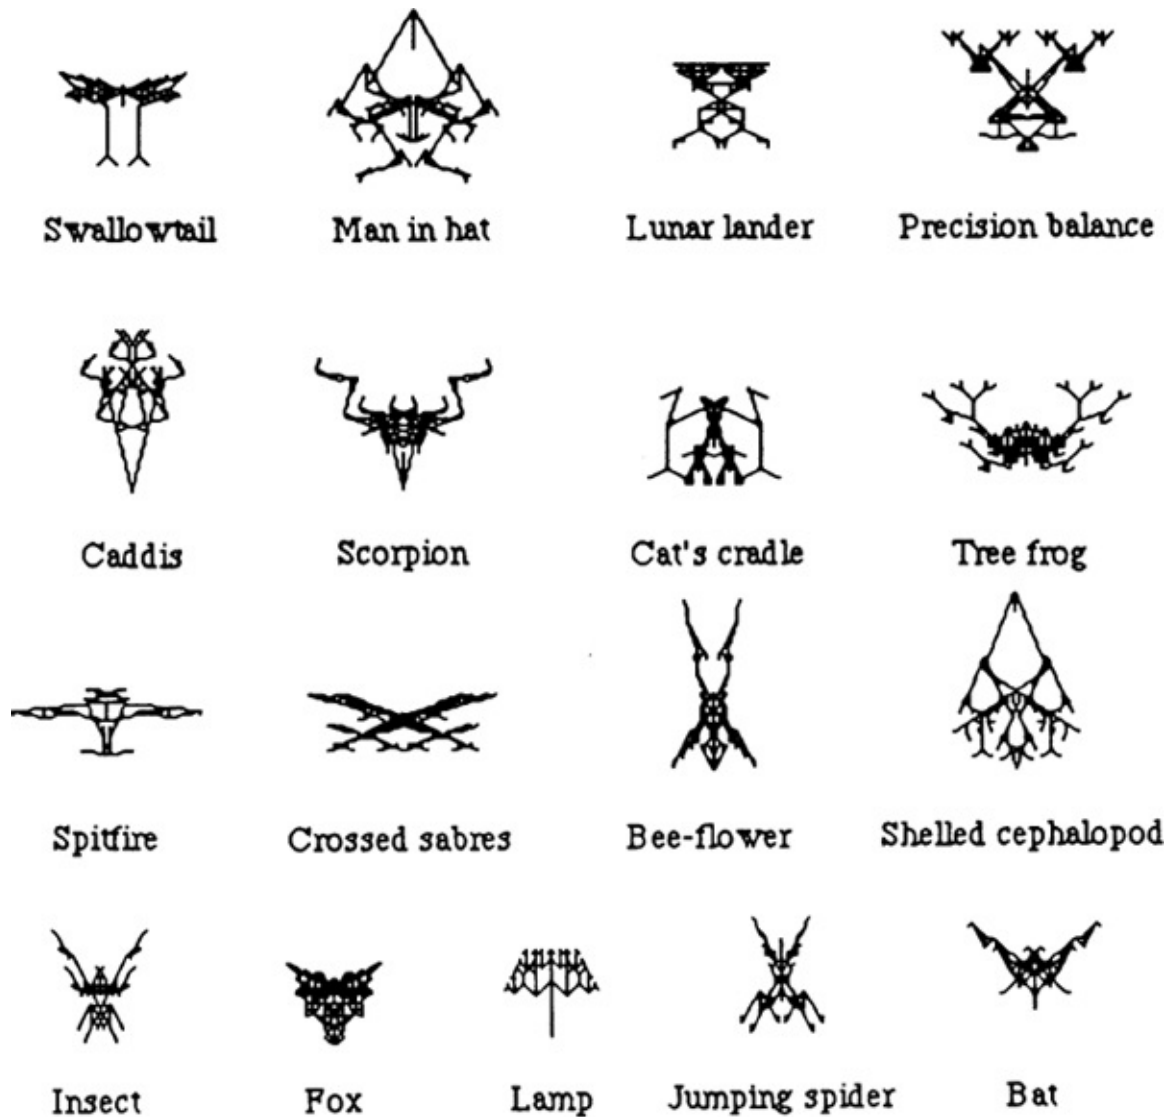 Swallowtail Man in hat Lunar lander Precision balance
Caddis Scorpion Cat's cradle Tree frog
Spitfire Crossed sabres Bee-flower Shelled cephalopod
Insect Fox Lamp Jumping spider Bat